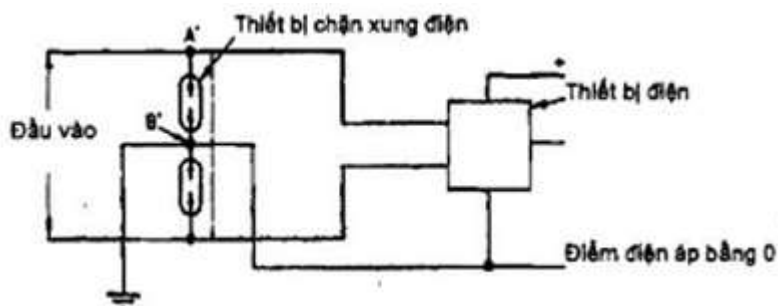 Thiết bị chặn xung điện
A'
+
Thiết bị điện
B'
Đầu vào
Điểm điện áp bằng 0